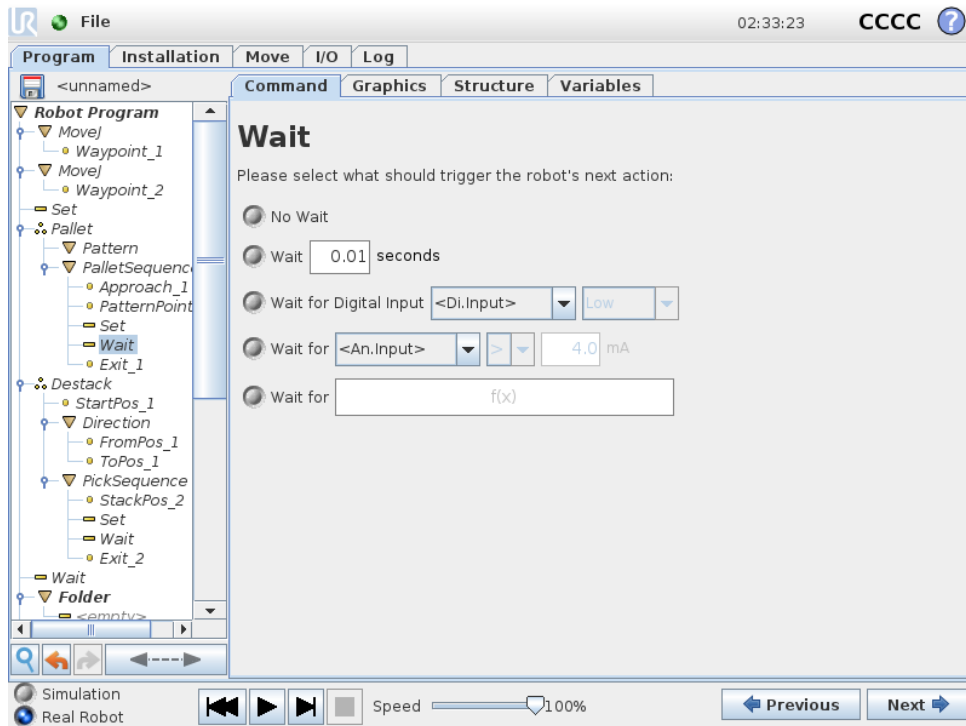 UR File 02:33:23 CCCC ?
Program Installation Move I/O Log
<unnamed> Command Graphics Structure Variables
Robot Program
MoveJ
Waypoint_1
MoveJ
Waypoint_2
Set
Pallet
Pattern
PalletSequenc
Approach_1
PatternPoint
Set
Wait
Exit_1
Destack
StartPos_1
Direction
FromPos_1
ToPos_1
PickSequence
StackPos_2
Set
Wait
Exit_2
Wait
Folder
<empty>
Wait
Please select what should trigger the robot's next action:
No Wait
Wait 0.01 seconds
Wait for Digital Input <Di.Input> Low
Wait for <An.Input> > 4.0 mA
Wait for f(x)
Simulation
Real Robot
Speed 100%
Previous Next